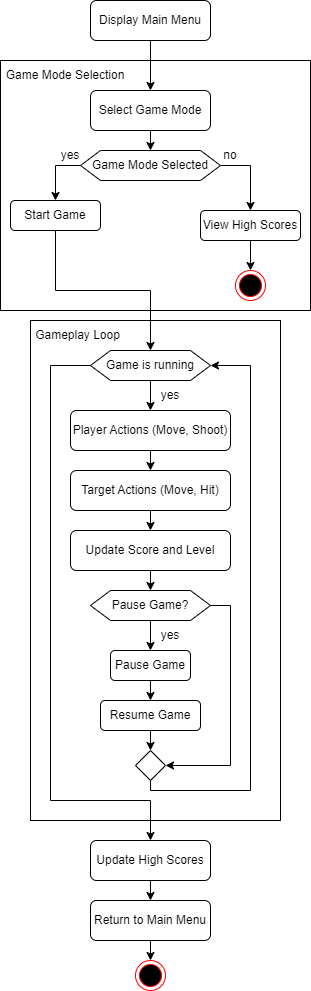 Display Main Menu
Game Mode Selection
Select Game Mode
yes
Game Mode Selected
no
Start Game
View High Scores
Gameplay Loop
Game is running
yes
Player Actions (Move, Shoot)
Target Actions (Move, Hit)
Update Score and Level
Pause Game?
yes
Pause Game
Resume Game
Update High Scores
Return to Main Menu